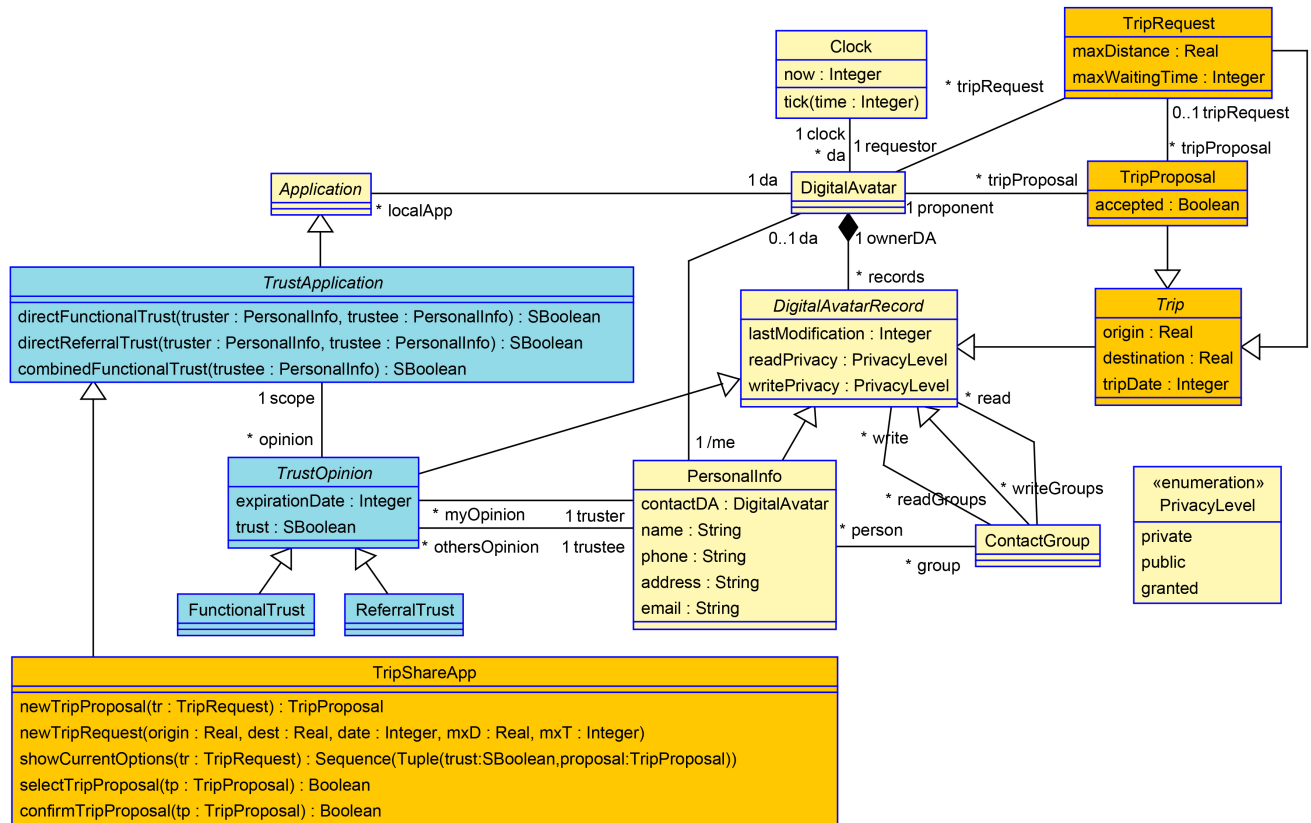 TripRequest
maxDistance : Real
maxWaitingTime : Integer
Clock
now : Integer
tick(time : Integer)
* tripRequest
0..1 tripRequest
1 clock
* da
1 requestor
* tripProposal
Application
* localApp
1 da
DigitalAvatar
* tripProposal
1 proponent
TripProposal
accepted : Boolean
0..1 da
1 ownerDA
* records
TrustApplication
directFunctionalTrust(truster : PersonalInfo, trustee : PersonalInfo) : SBoolean
directReferralTrust(truster : PersonalInfo, trustee : PersonalInfo) : SBoolean
combinedFunctionalTrust(trustee : PersonalInfo) : SBoolean
DigitalAvatarRecord
lastModification : Integer
readPrivacy : PrivacyLevel
writePrivacy : PrivacyLevel
Trip
origin : Real
destination : Real
tripDate : Integer
1 scope
* opinion
* read
* write
1 /me
TrustOpinion
expirationDate : Integer
trust : SBoolean
* myOpinion
1 truster
* othersOpinion
1 trustee
PersonalInfo
contactDA : DigitalAvatar
name : String
phone : String
address : String
email : String
* readGroups
* writeGroups
* person
* group
ContactGroup
«enumeration»
PrivacyLevel
private
public
granted
FunctionalTrust
ReferralTrust
TripShareApp
newTripProposal(tr : TripRequest) : TripProposal
newTripRequest(origin : Real, dest : Real, date : Integer, mxD : Real, mxT : Integer)
showCurrentOptions(tr : TripRequest) : Sequence(Tuple(trust:SBoolean,proposal:TripProposal))
selectTripProposal(tp : TripProposal) : Boolean
confirmTripProposal(tp : TripProposal) : Boolean